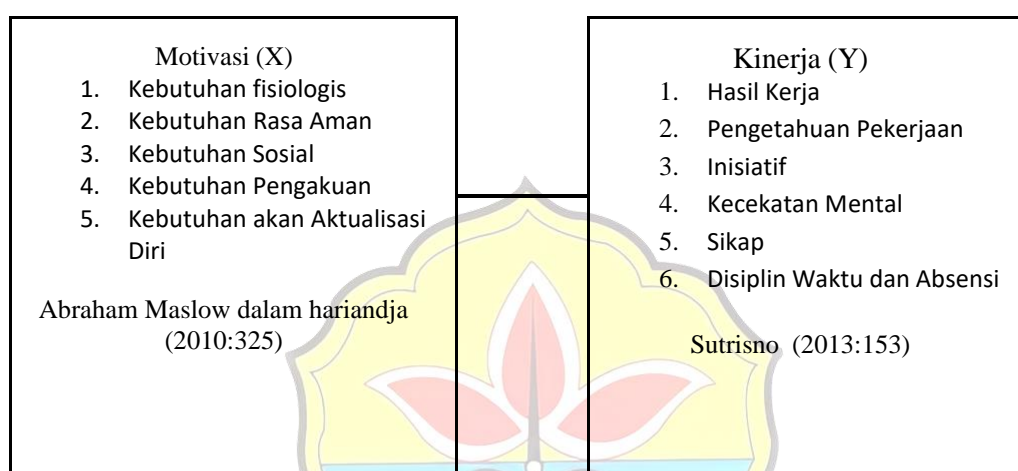 Motivasi (X)
1. Kebutuhan fisiologis
2. Kebutuhan Rasa Aman
3. Kebutuhan Sosial
4. Kebutuhan Pengakuan
5. Kebutuhan akan Aktualisasi
Diri
Abraham Maslow dalam hariandja
(2010:325)
Kinerja (Y)
1. Hasil Kerja
2. Pengetahuan Pekerjaan
3. Inisiatif
4. Kecekatan Mental
5. Sikap
6. Disiplin Waktu dan Absensi
Sutrisno (2013:153)